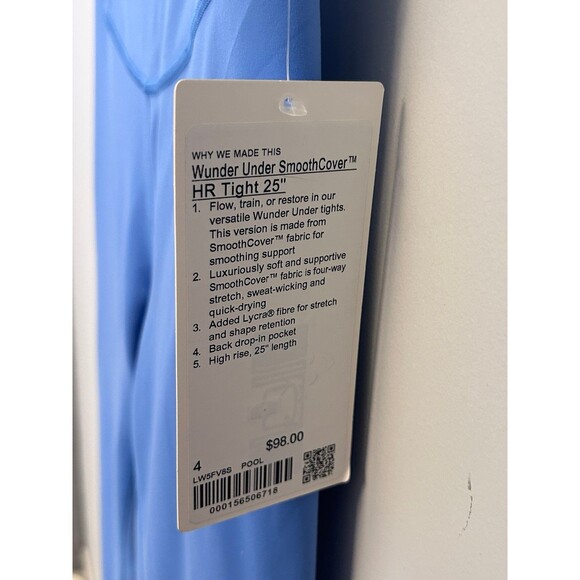 WHY WE MADE THIS
Wunder Under SmoothCover™
HR Tight 25"
1. Flow, train, or restore in our
versatile Wunder Under tights.
This version is made from
SmoothCover™ fabric for
smoothing support
2. Luxuriously soft and supportive
SmoothCover™ fabric is four-way
stretch, sweat-wicking and
quick-drying
3. Added Lycra® fibre for stretch
and shape retention
4. Back drop-in pocket
5. High rise, 25" length
$98.00
4
LW5FV8S POOL
000156506718